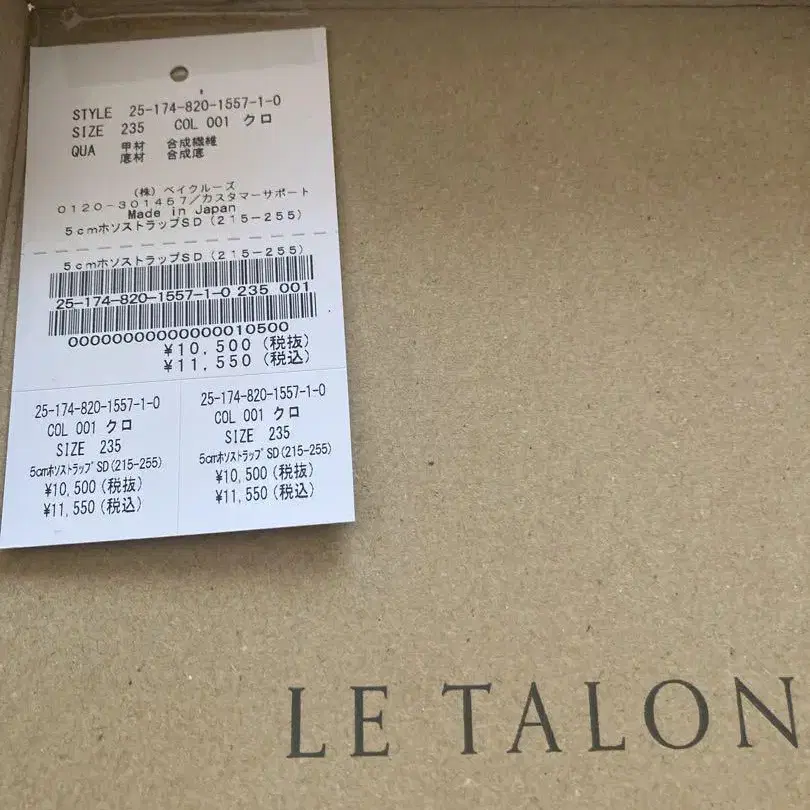 STYLE 25-174-820-1557-1-0
SIZE 235 COL 001 クロ
QUA 甲材 合成繊維
底材 合成底
(株) ベイクルーズ
0120-301457/カスタマーサポート
Made in Japan
5cmホソストラップSD(215-255)
5cmホソストラップSD(215-255)
25-174-820-1557-1-0 235 001
00000000000000010500
¥10,500(税抜)
¥11,550(税込)
25-174-820-1557-1-0
COL 001 クロ
SIZE 235
5cmホソストラップSD(215-255)
¥10,500(税抜)
¥11,550(税込)
25-174-820-1557-1-0
COL 001 クロ
SIZE 235
5cmホソストラップSD(215-255)
¥10,500(税抜)
¥11,550(税込)
LE TALON